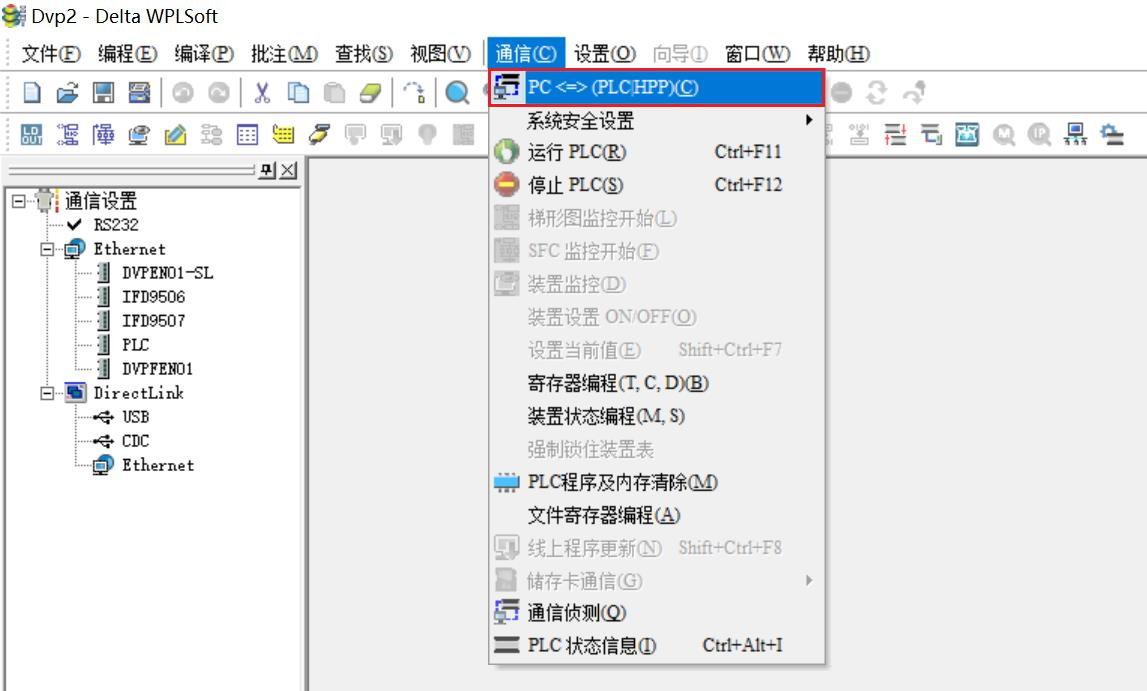 Dvp2 - Delta WPLSoft
文件(F) 编程(E) 编译(P) 批注(M) 查找(S) 视图(V) 通信(C) 设置(O) 向导(I) 窗口(W) 帮助(H)
PC <=> (PLC|HPP)(C)
系统安全设置
运行 PLC(R) Ctrl+F11
停止 PLC(S) Ctrl+F12
梯形图监控开始(L)
SFC 监控开始(F)
装置监控(D)
装置设置 ON/OFF(O)
设置当前值(E) Shift+Ctrl+F7
寄存器编程(T, C, D)(B)
装置状态编程(M, S)
强制锁住装置表
PLC程序及内存清除(M)
文件寄存器编程(A)
线上程序更新(N) Shift+Ctrl+F8
储存卡通信(G)
通信侦测(Q)
PLC 状态信息(I) Ctrl+Alt+I
通信设置
RS232
Ethernet
DVPEN01-SL
IFD9506
IFD9507
PLC
DVPFEN01
DirectLink
USB
CDC
Ethernet